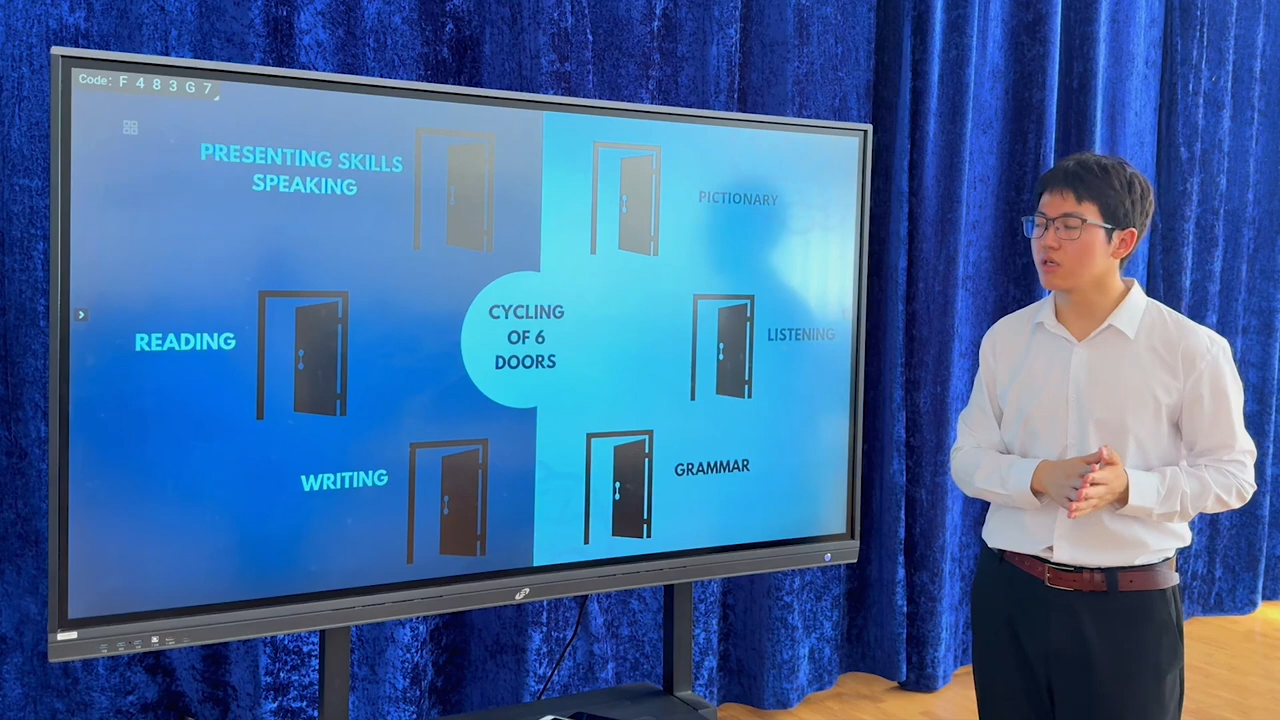 Code: F 4 8 3 G 7
PRESENTING SKILLS
SPEAKING
PICTIONARY
CYCLING
OF 6
DOORS
READING
LISTENING
WRITING
GRAMMAR